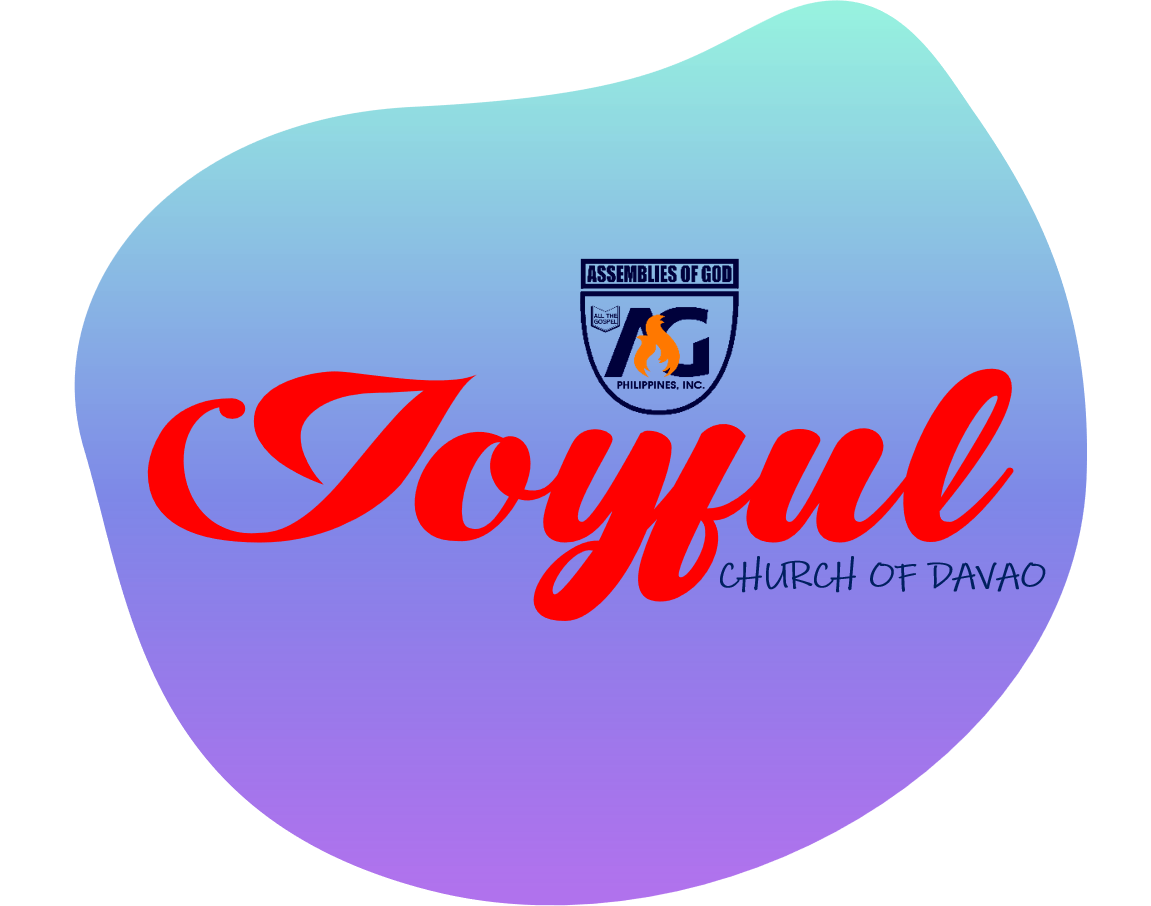 ASSEMBLIES OF GOD
ALL THE
GOSPEL
AG
PHILIPPINES, INC.
Joyful
CHURCH OF DAVAO